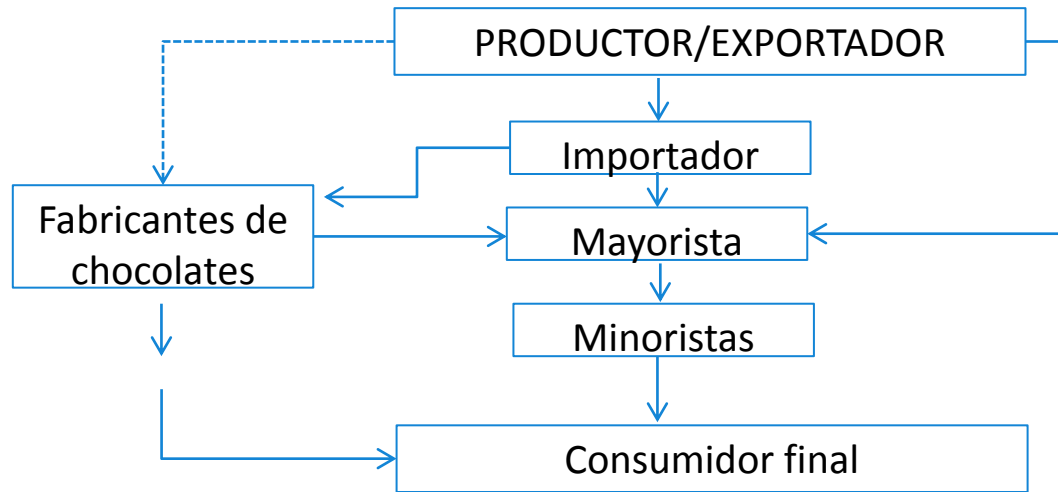 PRODUCTOR/EXPORTADOR
Importador
Fabricantes de
chocolates
Mayorista
Minoristas
Consumidor final